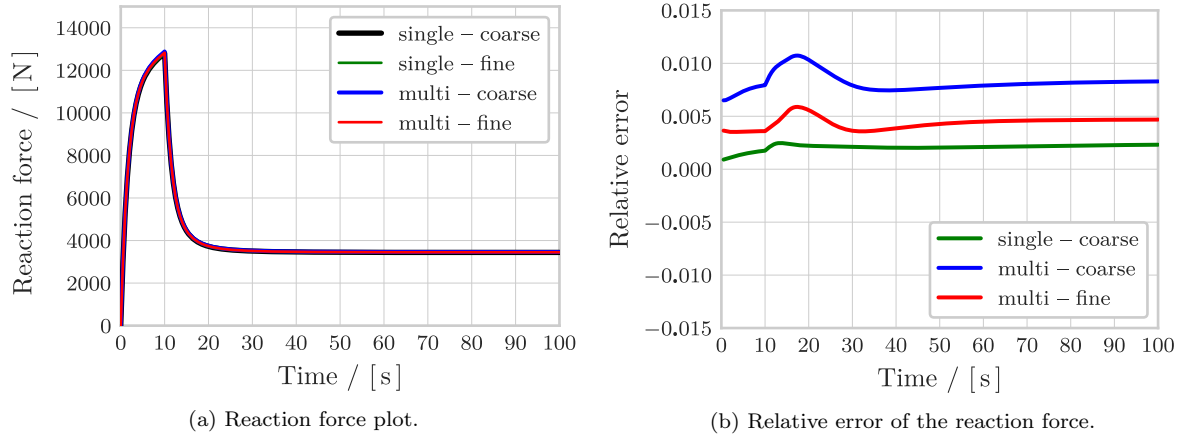 14000
12000
10000
8000
6000
4000
2000
0
Reaction force / [N]
single − coarse
single − fine
multi − coarse
multi − fine
0 10 20 30 40 50 60 70 80 90 100
Time / [s]
(a) Reaction force plot.
0.015
0.010
0.005
0.000
−0.005
−0.010
−0.015
Relative error
single − coarse
multi − coarse
multi − fine
0 10 20 30 40 50 60 70 80 90 100
Time / [s]
(b) Relative error of the reaction force.